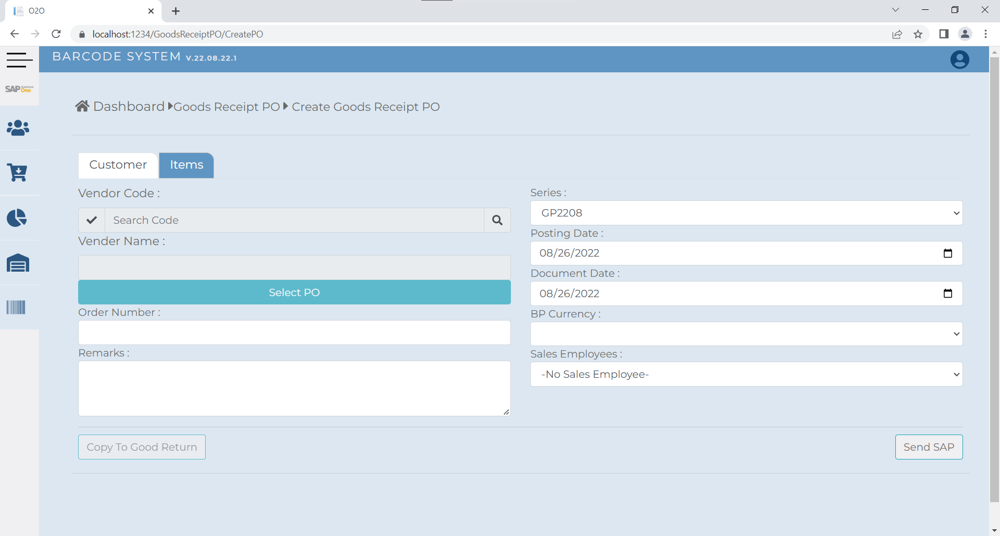 O2O
localhost:1234/GoodsReceiptPO/CreatePO
BARCODE SYSTEM V.22.08.22.1
SAP Business One
Dashboard Goods Receipt PO Create Goods Receipt PO
Customer Items
Vendor Code :
Search Code
Vender Name :
Select PO
Order Number :
Remarks :
Series :
GP2208
Posting Date :
08/26/2022
Document Date :
08/26/2022
BP Currency :
Sales Employees :
-No Sales Employee-
Copy To Good Return
Send SAP